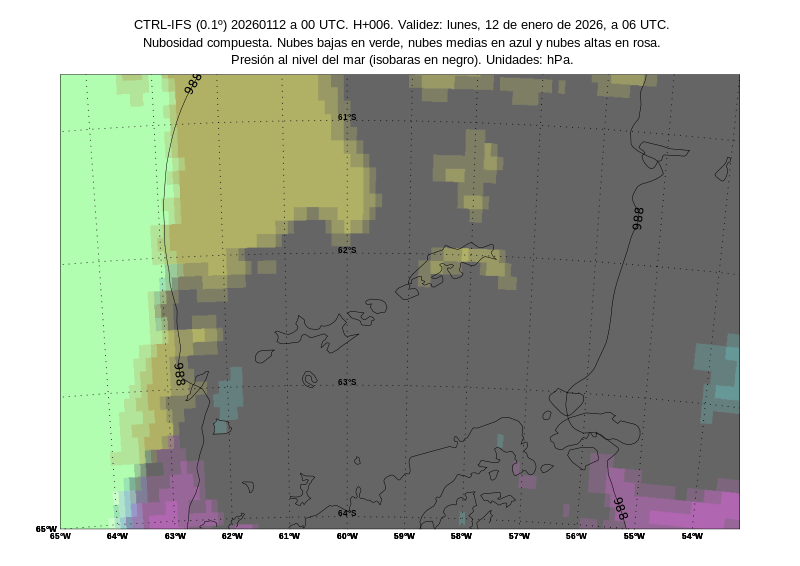 CTRL-IFS (0.1º) 20260112 a 00 UTC. H+006. Validez: lunes, 12 de enero de 2026, a 06 UTC.
Nubosidad compuesta. Nubes bajas en verde, nubes medias en azul y nubes altas en rosa.
Presión al nivel del mar (isobaras en negro). Unidades: hPa.
988
61°S
988
62°S
988
63°S
988
64°S
65°W
65°W 64°W 63°W 62°W 61°W 60°W 59°W 58°W 57°W 56°W 55°W 54°W